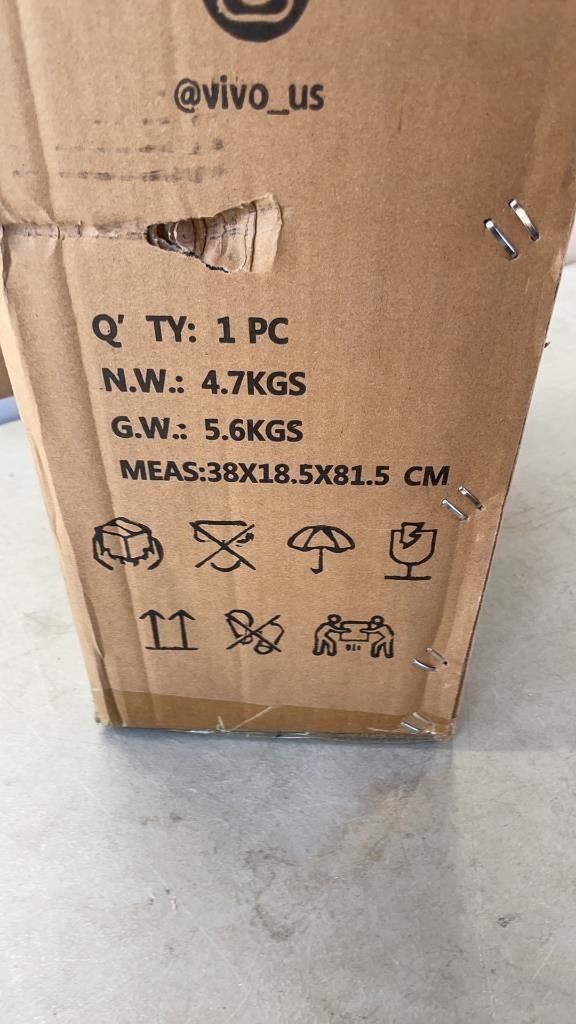 @vivo_us
Q' TY: 1 PC
N.W.: 4.7KGS
G.W.: 5.6KGS
MEAS:38X18.5X81.5 CM